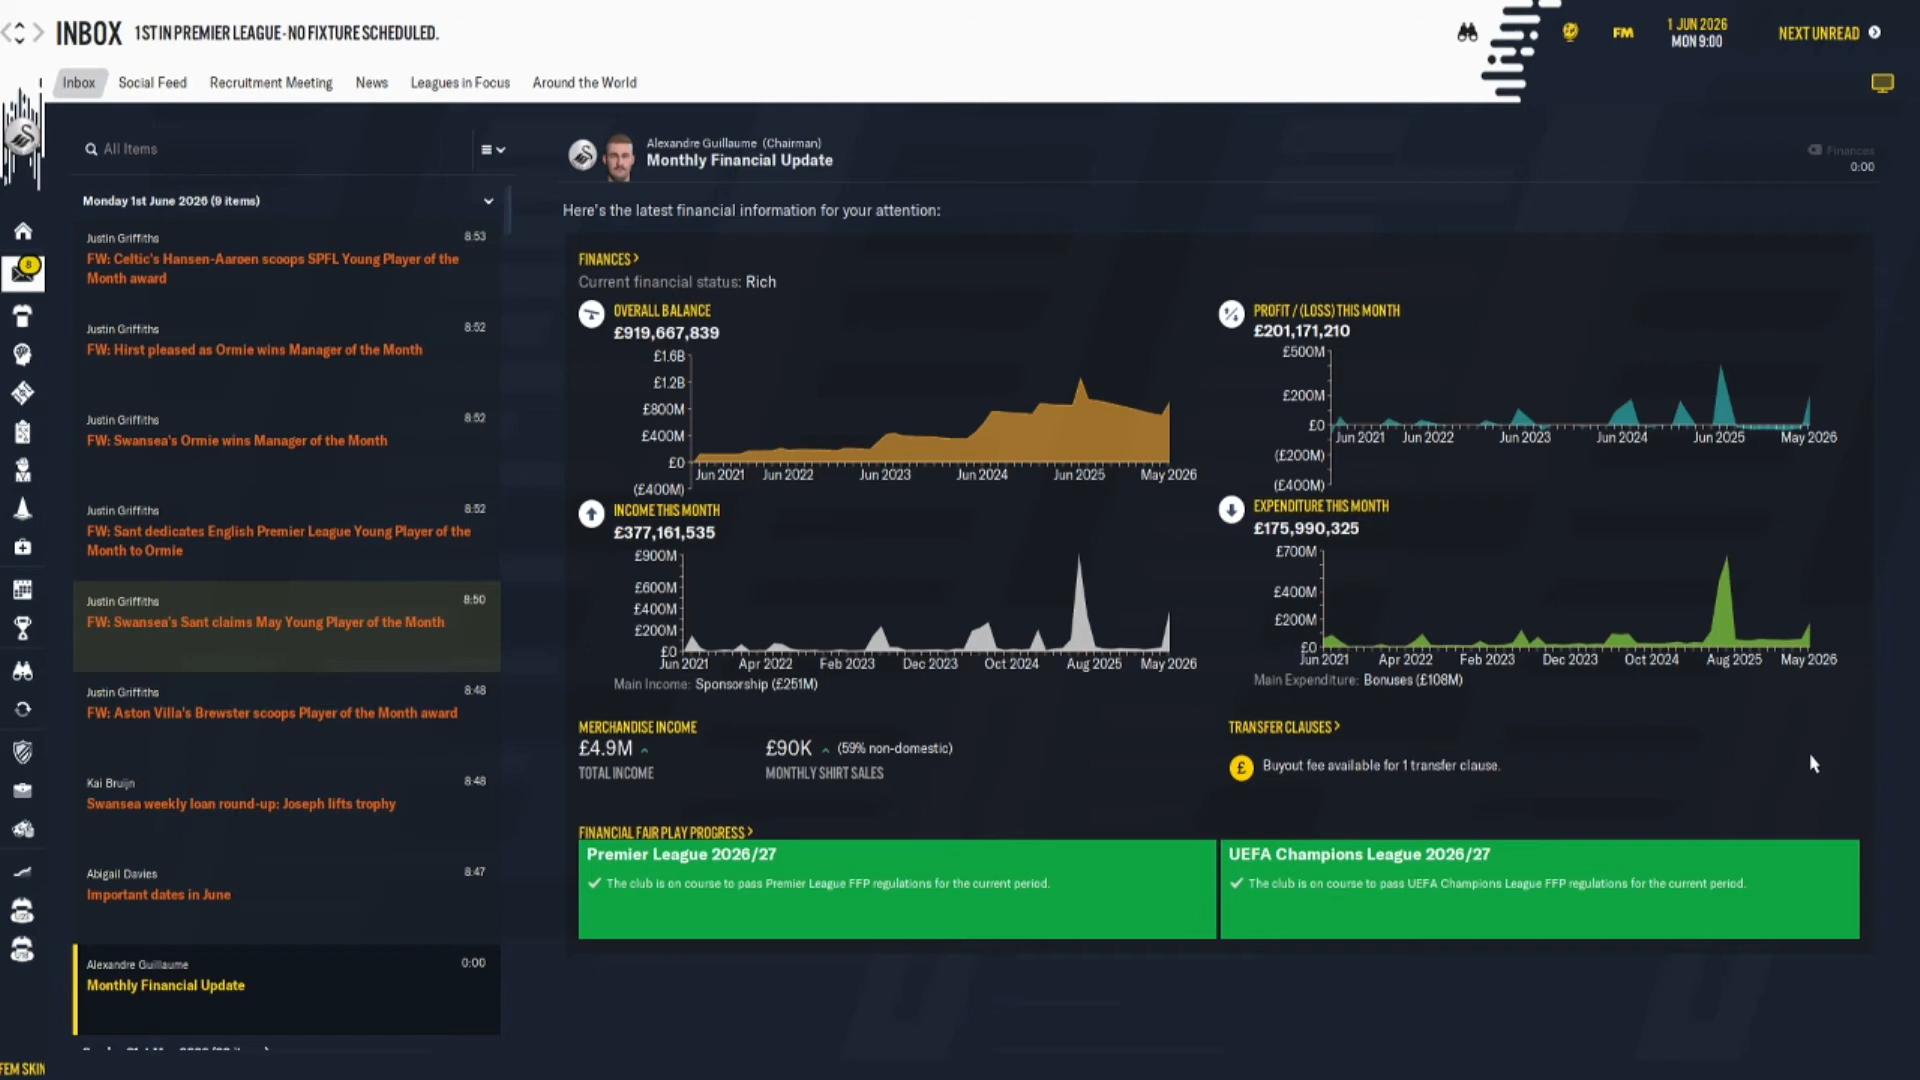 INBOX
1ST IN PREMIER LEAGUE - NO FIXTURE SCHEDULED.
FM
1 JUN 2026
MON 9:00
NEXT UNREAD
Inbox
Social Feed
Recruitment Meeting
News
Leagues in Focus
Around the World
All Items
Monday 1st June 2026 (9 items)
Justin Griffiths
8:53
FW: Celtic's Hansen-Aarøen scoops SPFL Young Player of the
Month award
Justin Griffiths
8:52
FW: Hirst pleased as Ormie wins Manager of the Month
Justin Griffiths
8:52
FW: Swansea's Ormie wins Manager of the Month
Justin Griffiths
8:52
FW: Sant dedicates English Premier League Young Player of the
Month to Ormie
Justin Griffiths
8:50
FW: Swansea's Sant claims May Young Player of the Month
Justin Griffiths
8:48
FW: Aston Villa's Brewster scoops Player of the Month award
Kai Bruijn
8:48
Swansea weekly loan round-up: Joseph lifts trophy
Abigail Davies
8:47
Important dates in June
Alexandre Guillaume
0:00
Monthly Financial Update
8
FEM SKIN
Alexandre Guillaume (Chairman)
Monthly Financial Update
Finances
0:00
Here's the latest financial information for your attention:
FINANCES >
Current financial status: Rich
OVERALL BALANCE
£919,667,839
£1.6B
£1.2B
£800M
£400M
£0
(£400M)
Jun 2021
Jun 2022
Jun 2023
Jun 2024
Jun 2025
May 2026
PROFIT / (LOSS) THIS MONTH
£201,171,210
£500M
£200M
£0
(£200M)
(£400M)
Jun 2021
Jun 2022
Jun 2023
Jun 2024
Jun 2025
May 2026
INCOME THIS MONTH
£377,161,535
£900M
£600M
£400M
£200M
£0
Jun 2021
Apr 2022
Feb 2023
Dec 2023
Oct 2024
Aug 2025
May 2026
Main Income: Sponsorship (£251M)
EXPENDITURE THIS MONTH
£175,990,325
£700M
£400M
£200M
£0
Jun 2021
Apr 2022
Feb 2023
Dec 2023
Oct 2024
Aug 2025
May 2026
Main Expenditure: Bonuses (£108M)
MERCHANDISE INCOME
£4.9M
TOTAL INCOME
£90K (59% non-domestic)
MONTHLY SHIRT SALES
TRANSFER CLAUSES >
£
Buyout fee available for 1 transfer clause.
FINANCIAL FAIR PLAY PROGRESS >
Premier League 2026/27
The club is on course to pass Premier League FFP regulations for the current period.
UEFA Champions League 2026/27
The club is on course to pass UEFA Champions League FFP regulations for the current period.